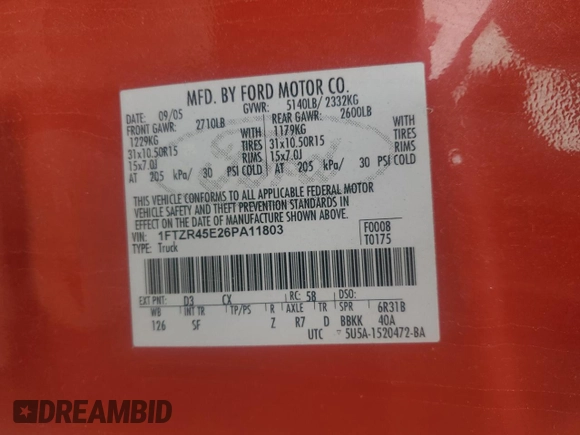 MFD. BY FORD MOTOR CO.
DATE: 09/05 GVWR: 5140LB/ 2332KG
FRONT GAWR: 2710LB REAR GAWR: 2600LB
1229KG WITH 1179KG WITH
31x10.50R15 TIRES 31x10.50R15 TIRES
15x7.0J RIMS 15x7.0J RIMS
AT 205 kPa/ 30 PSI COLD AT 205 kPa/ 30 PSI COLD
THIS VEHICLE CONFORMS TO ALL APPLICABLE FEDERAL MOTOR
VEHICLE SAFETY AND THEFT PREVENTION STANDARDS IN
EFFECT ON THE DATE OF MANUFACTURE SHOWN ABOVE.
VIN: 1FTZR45E26PA11803 F0008
TYPE: Truck T0175
EXT PNT: D3 CX RC: 58 DSO:
WB INT TR TP/PS R AXLE TR SPR 6R31B
126 SF Z R7 D BBKK 40A
UTC 5U5A-1520472-BA
DREAMBID